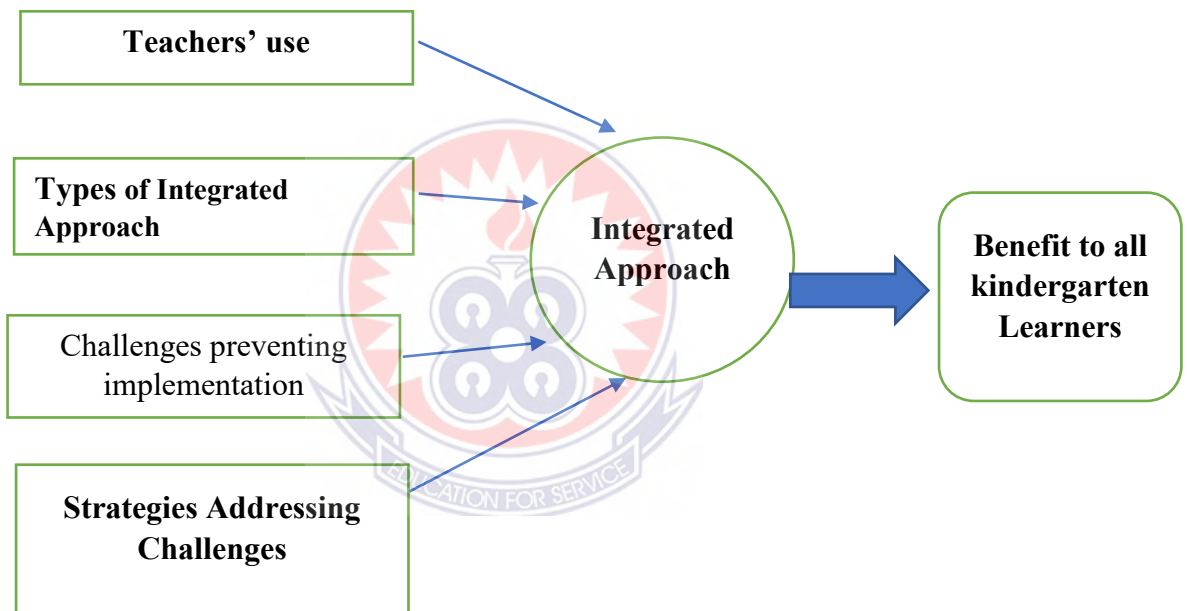 Teachers’ use
Types of Integrated
Approach
Challenges preventing
implementation
Strategies Addressing
Challenges
Integrated
Approach
Benefit to all
kindergarten
Learners
EDUCATION FOR SERVICE